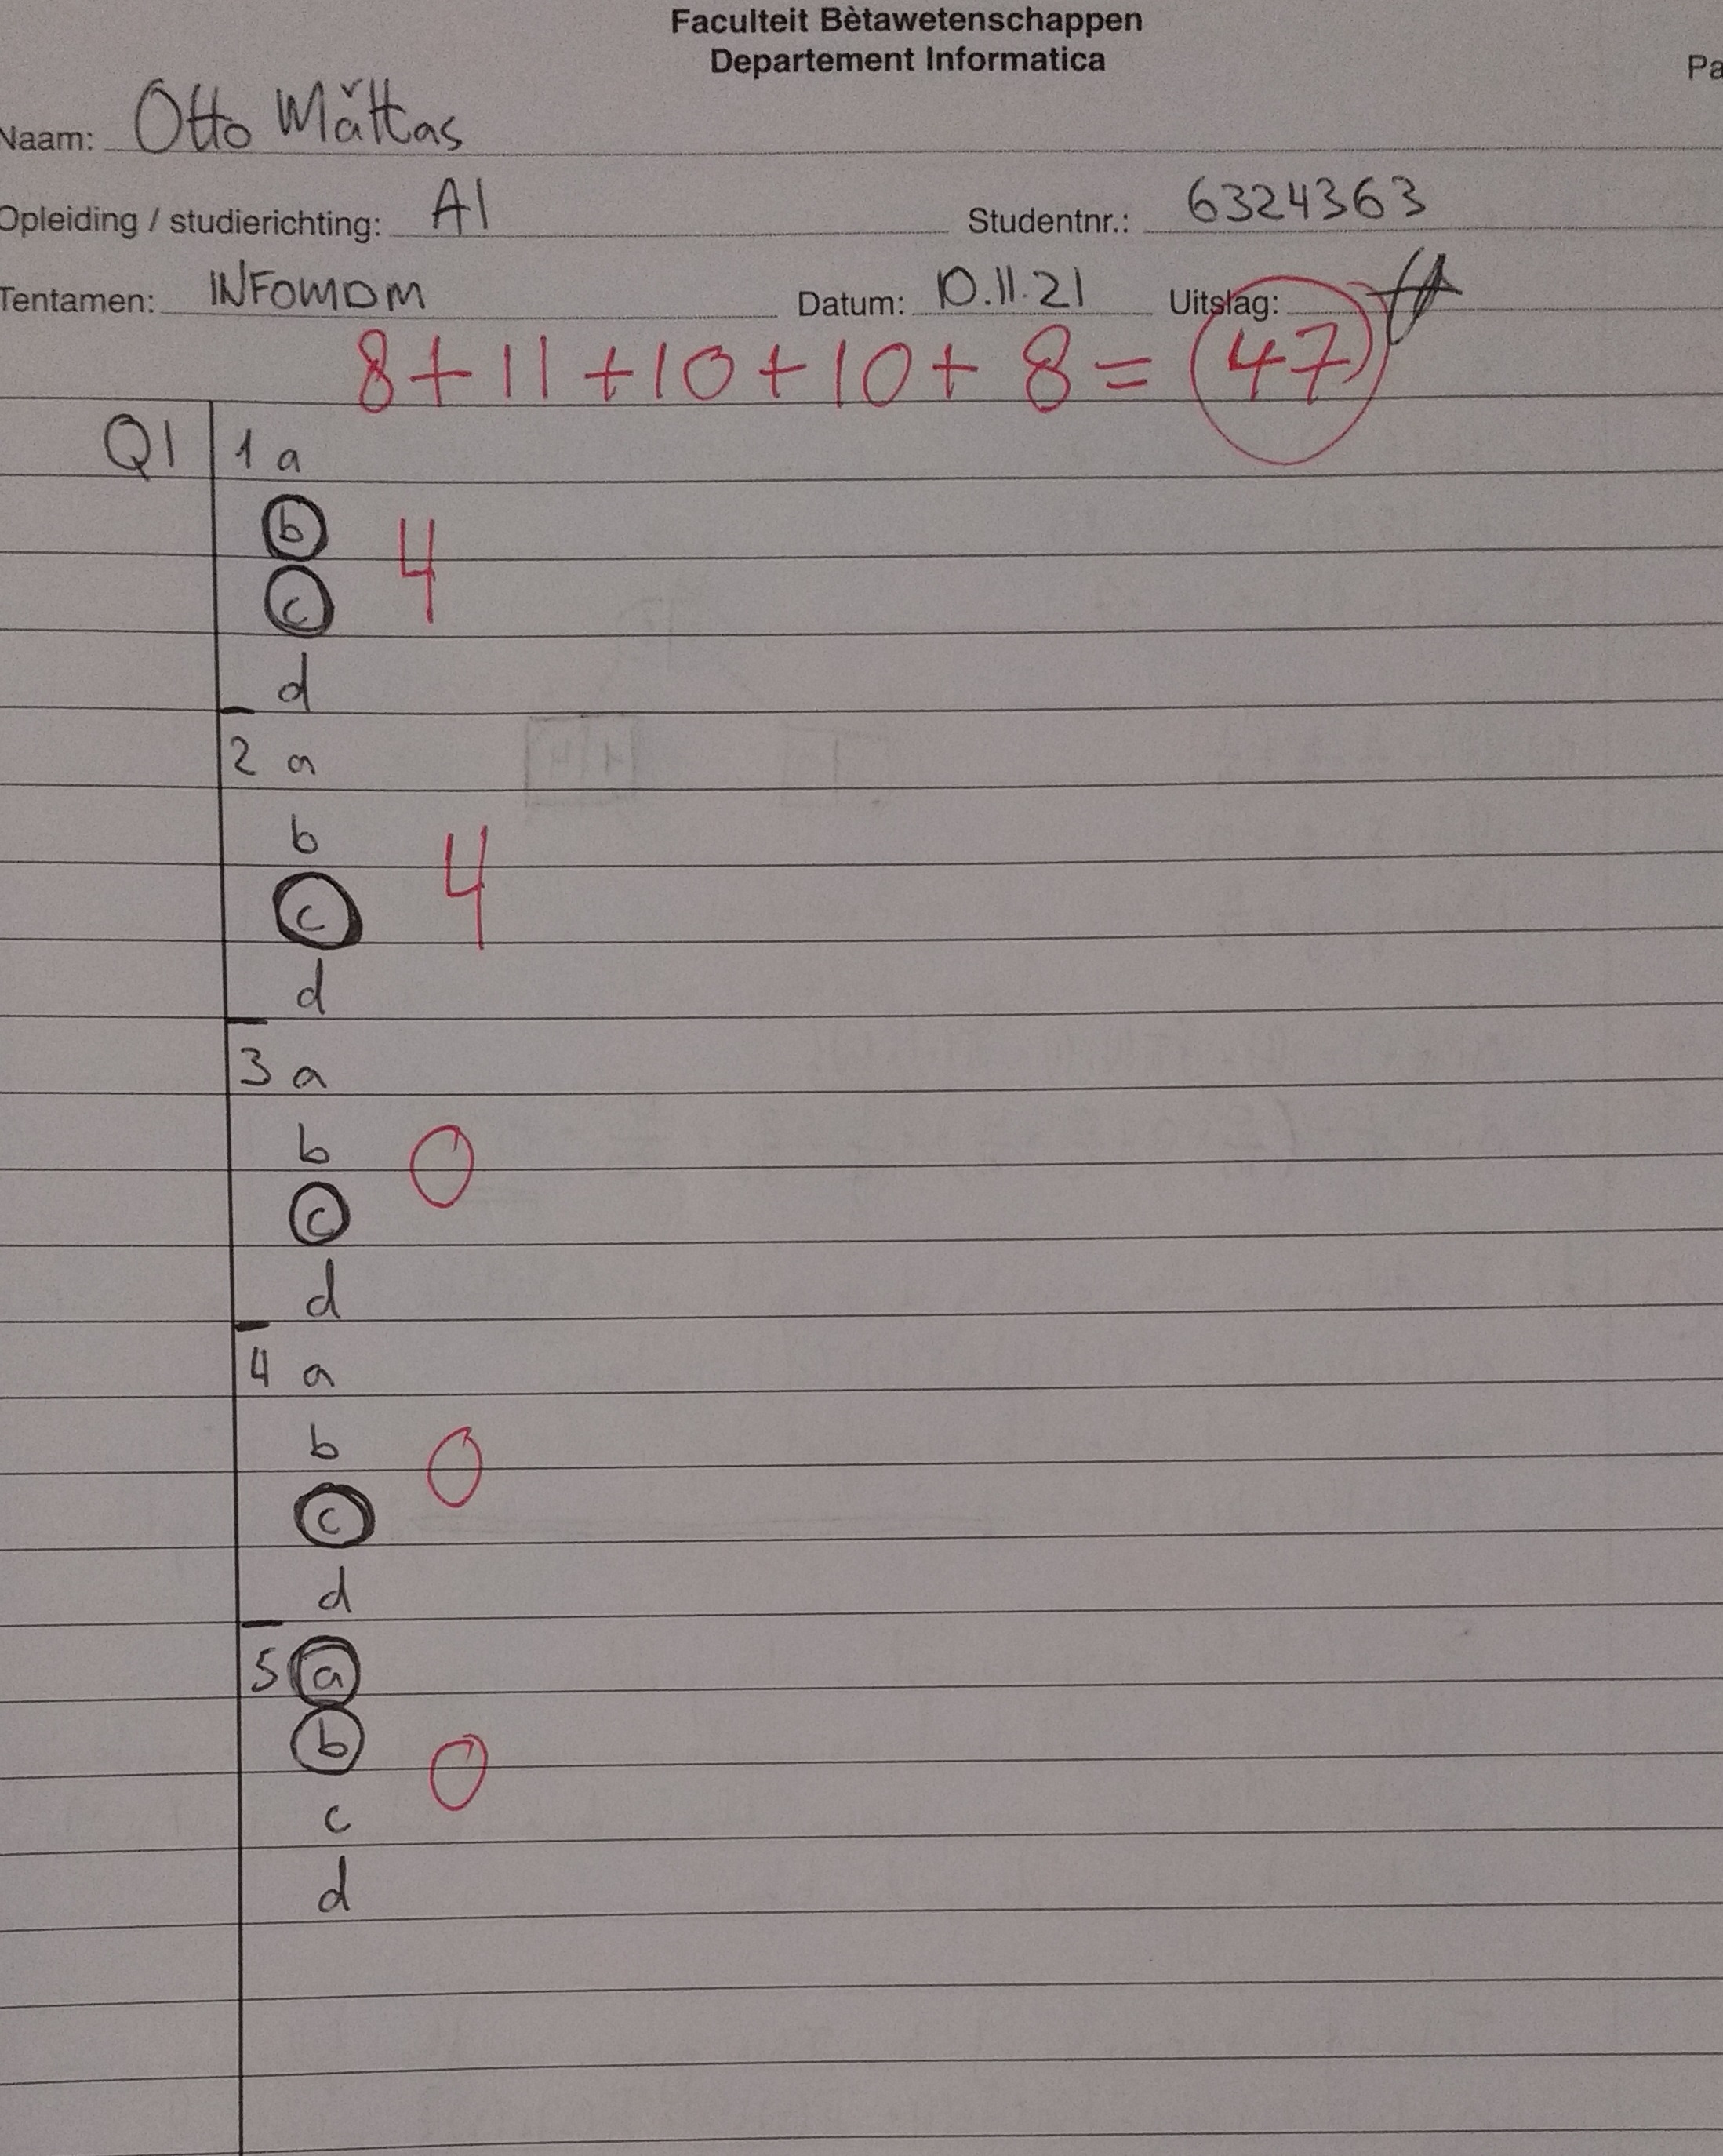 Faculteit Bètawetenschappen
Departement Informatica
Pa
Naam: Otto Mättas
Opleiding / studierichting: AI Studentnr.: 6324363
Tentamen: INFOMDM Datum: 10.11.21 Uitslag:
8 + 11 + 10 + 10 + 8 = 47
Q1 1 a
b 4
c
d
2 a
b 4
c
d
3 a
b 0
c
d
4 a
b 0
c
d
5 a
b 0
c
d